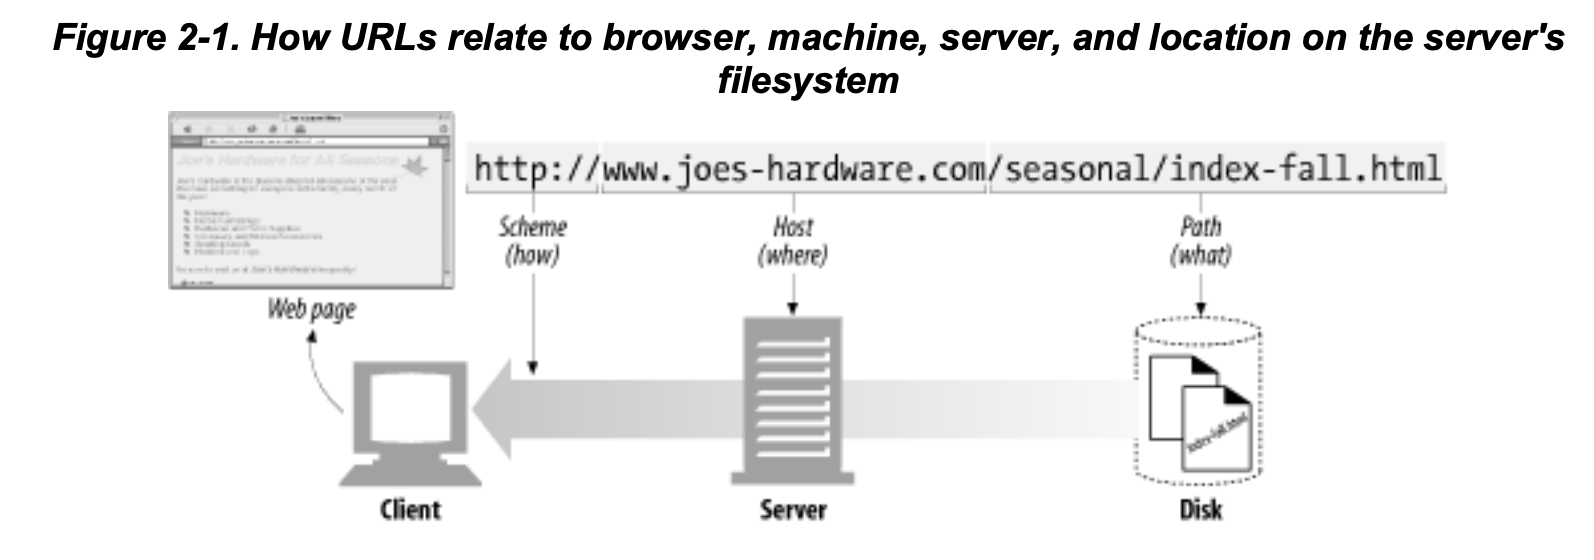 Figure 2-1. How URLs relate to browser, machine, server, and location on the server's
filesystem
Joe's Hardware for All Seasons
http://www.joes-hardware.com/seasonal/index-fall.html
Scheme
(how)
Host
(where)
Path
(what)
Web page
index-fall.html
Client
Server
Disk